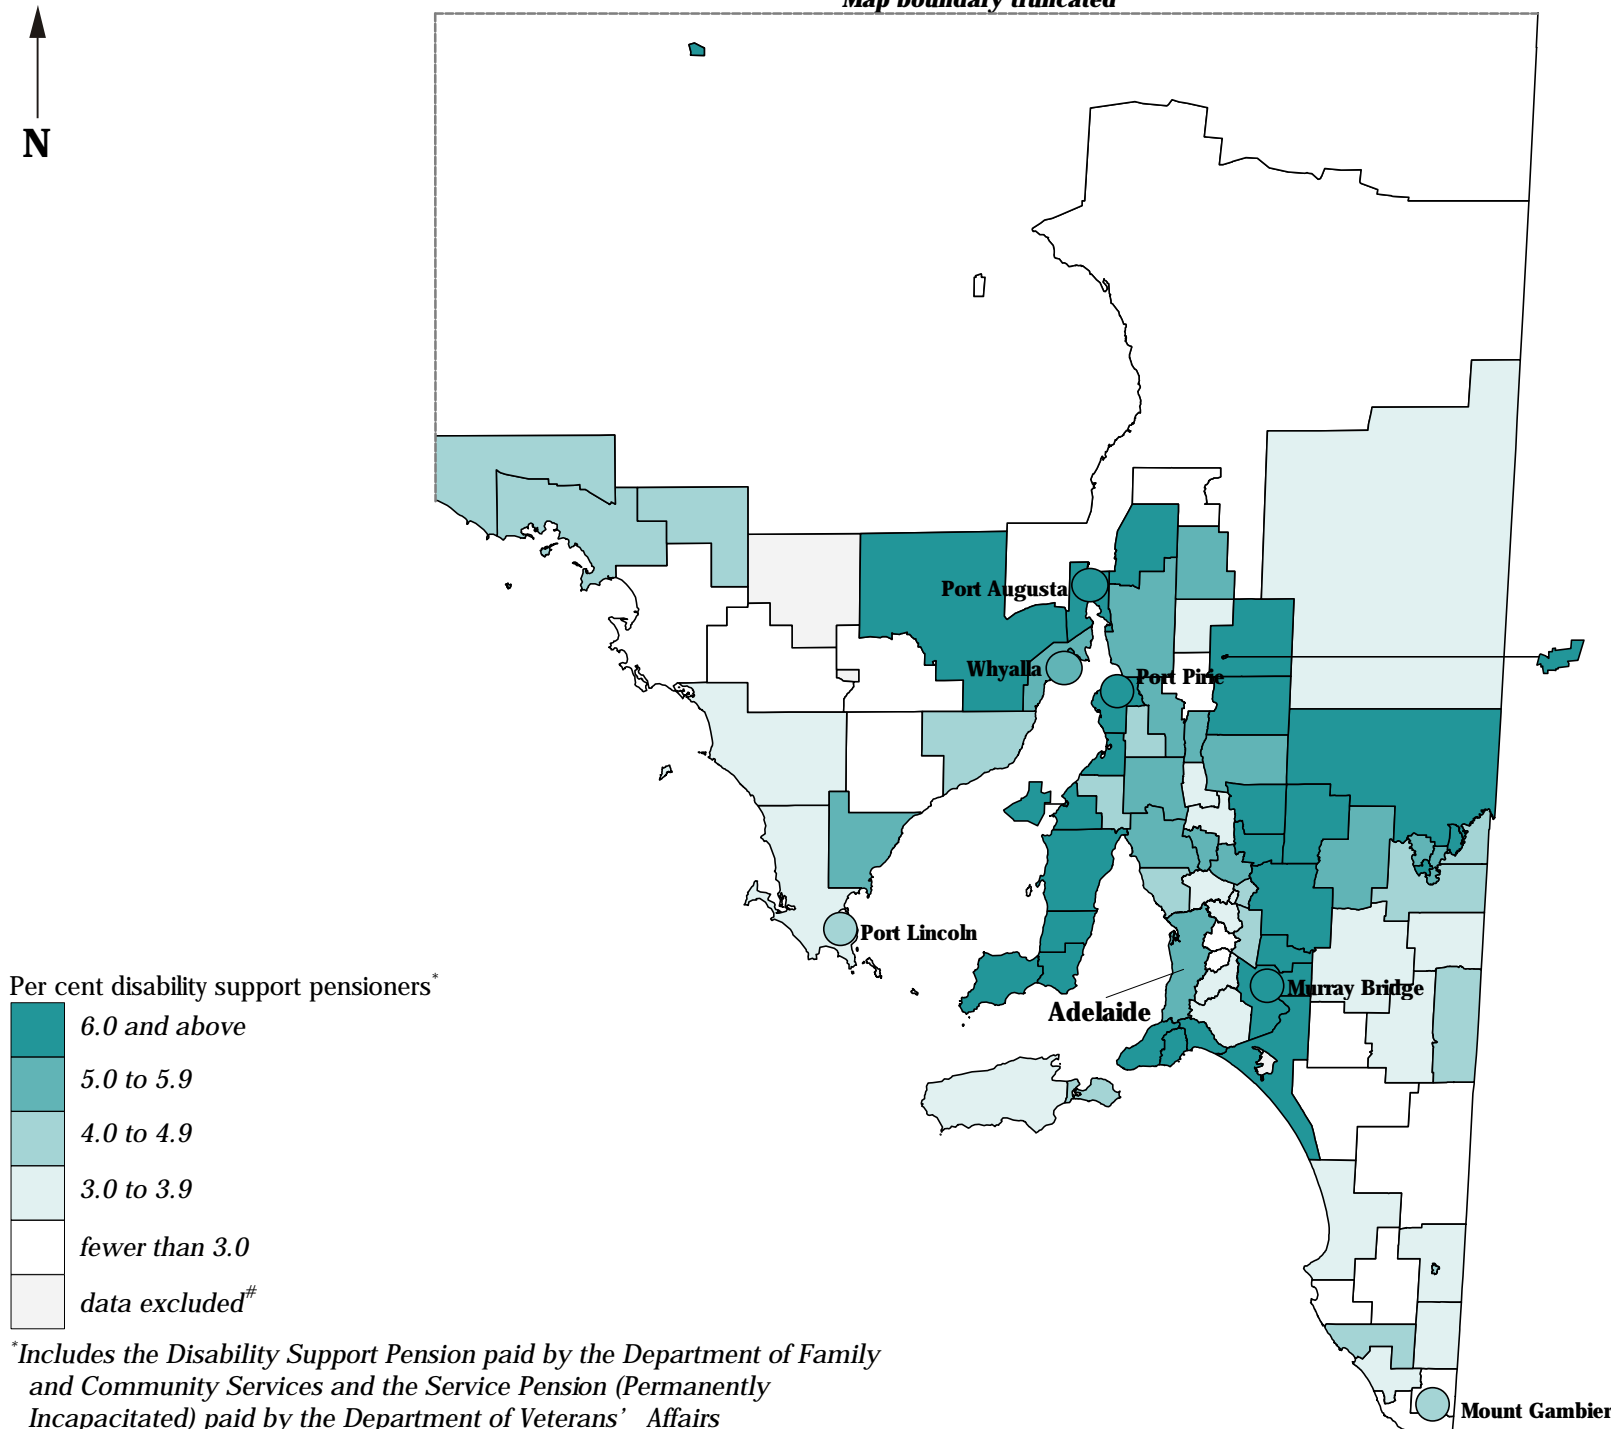 Map boundary truncated
N
Port Augusta
Whyalla
Port Pirie
Port Lincoln
Murray Bridge
Adelaide
Per cent disability support pensioners*
6.0 and above
5.0 to 5.9
4.0 to 4.9
3.0 to 3.9
fewer than 3.0
data excluded#
*Includes the Disability Support Pension paid by the Department of Family
and Community Services and the Service Pension (Permanently
Incapacitated) paid by the Department of Veterans' Affairs
Mount Gambier